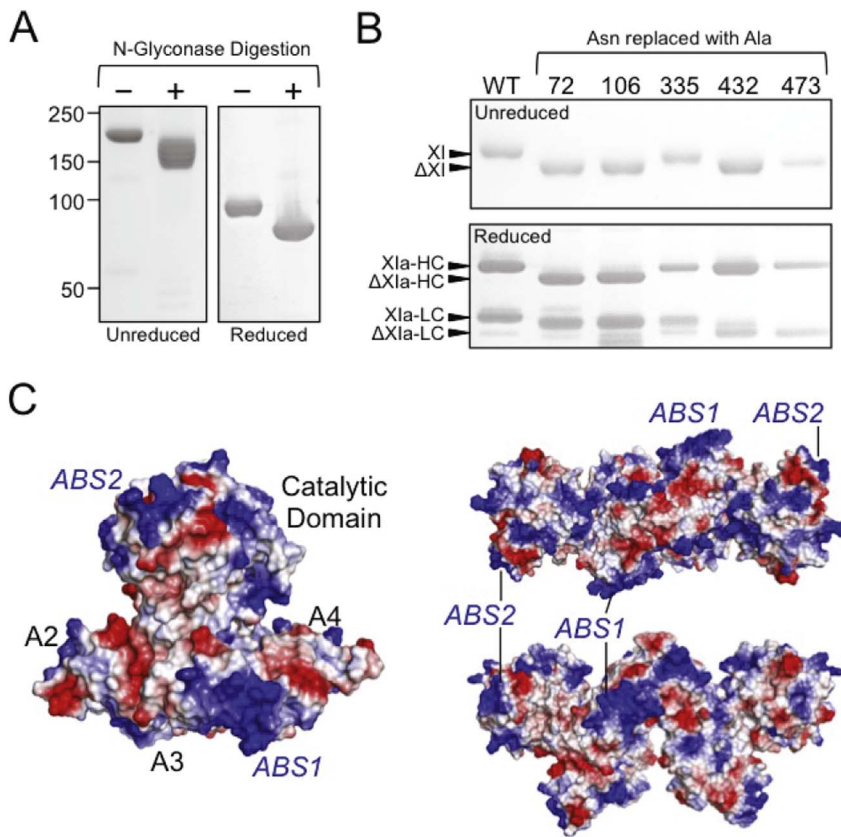 A
N-Glyconase Digestion
− + − +
250
150
100
50
Unreduced
Reduced
B
Asn replaced with Ala
WT 72 106 335 432 473
Unreduced
XI
ΔXI
Reduced
XIa-HC
ΔXIa-HC
XIa-LC
ΔXIa-LC
C
ABS2
Catalytic
Domain
A2
A4
A3
ABS1
ABS1
ABS2
ABS2
ABS1